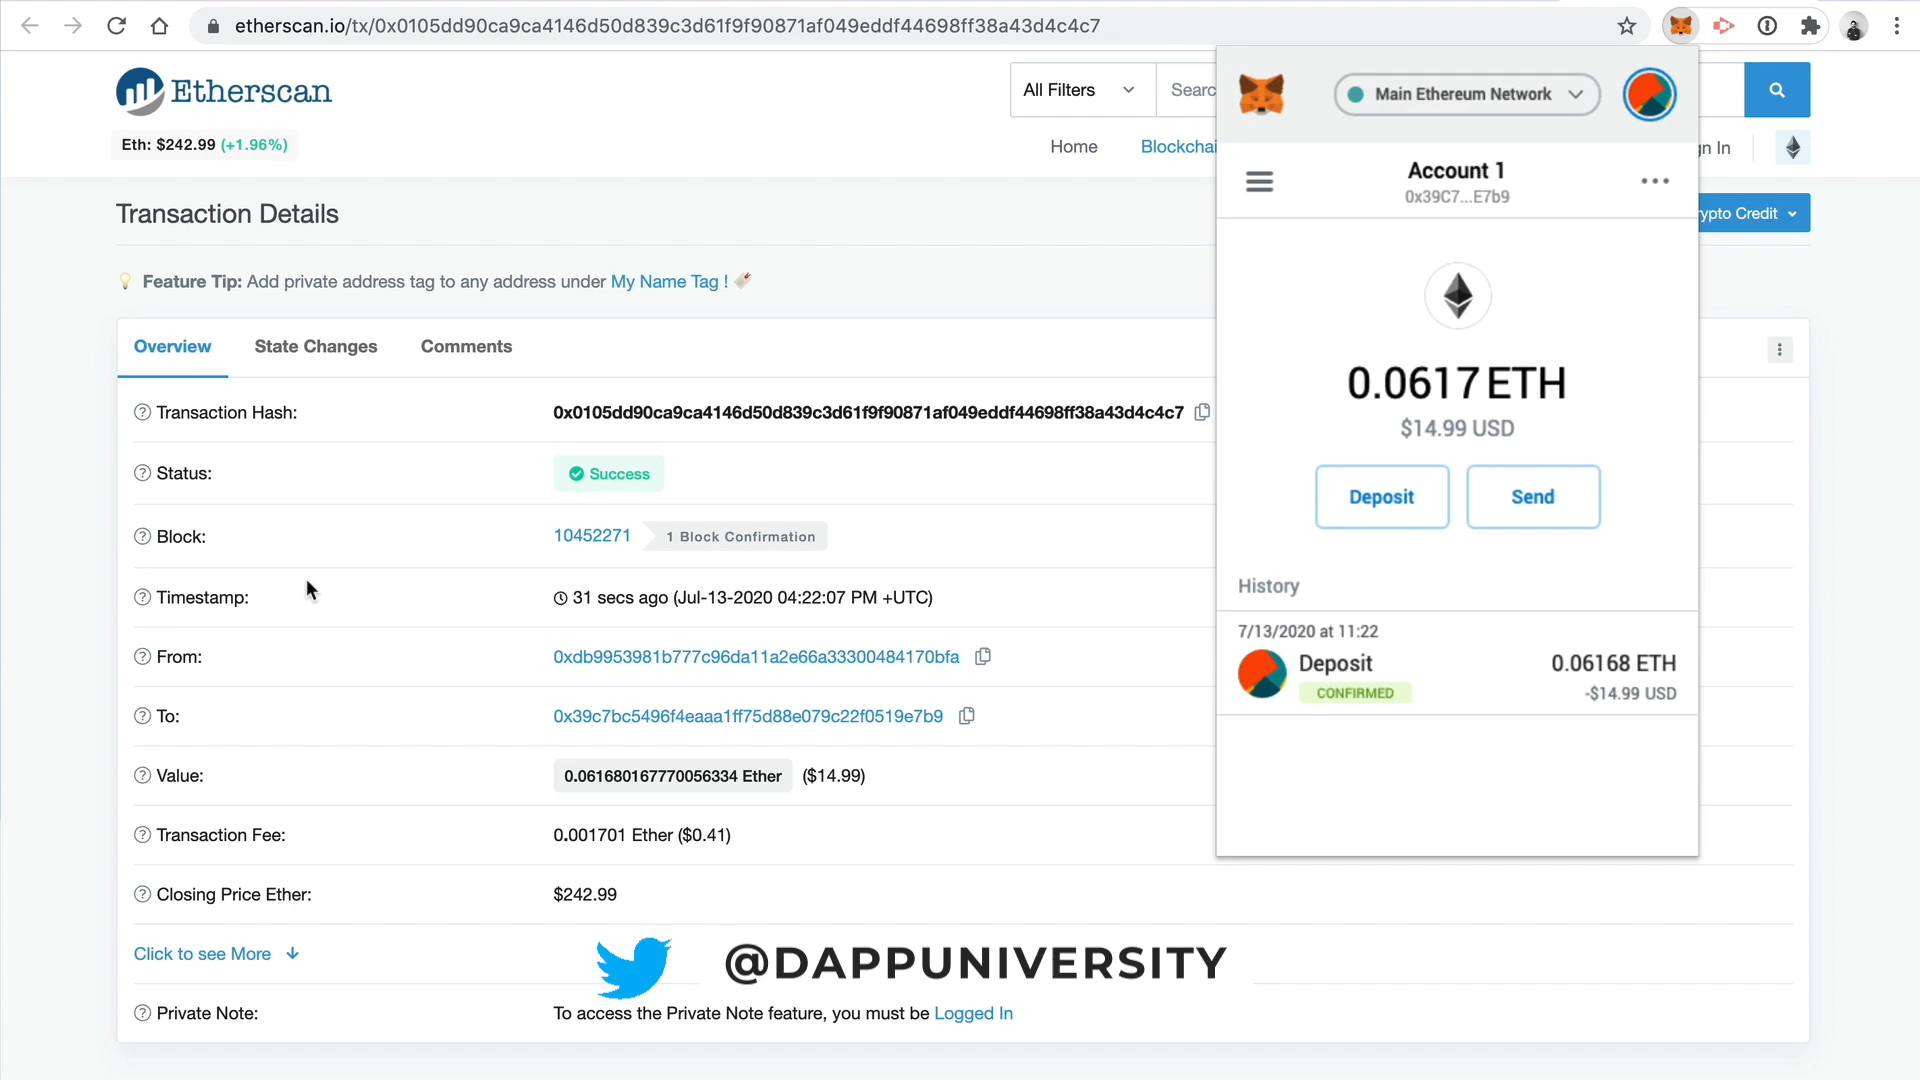 etherscan.io/tx/0x0105dd90ca9ca4146d50d839c3d61f9f90871af049eddf44698ff38a43d4c4c7
Etherscan
All Filters
Searc
Eth: $242.99 (+1.96%)
Home
Blockchai
gn In
Main Ethereum Network
Account 1
0x39C7...E7b9
Transaction Details
rypto Credit
Feature Tip: Add private address tag to any address under My Name Tag !
Overview
State Changes
Comments
Transaction Hash:
0x0105dd90ca9ca4146d50d839c3d61f9f90871af049eddf44698ff38a43d4c4c7
Status:
Success
Block:
10452271
1 Block Confirmation
Timestamp:
31 secs ago (Jul-13-2020 04:22:07 PM +UTC)
From:
0xdb9953981b777c96da11a2e66a33300484170bfa
To:
0x39c7bc5496f4eaaa1ff75d88e079c22f0519e7b9
Value:
0.061680167770056334 Ether
($14.99)
Transaction Fee:
0.001701 Ether ($0.41)
Closing Price Ether:
$242.99
Click to see More
Private Note:
To access the Private Note feature, you must be Logged In
0.0617 ETH
$14.99 USD
Deposit
Send
History
7/13/2020 at 11:22
Deposit
0.06168 ETH
CONFIRMED
-$14.99 USD
@DAPPUNIVERSITY